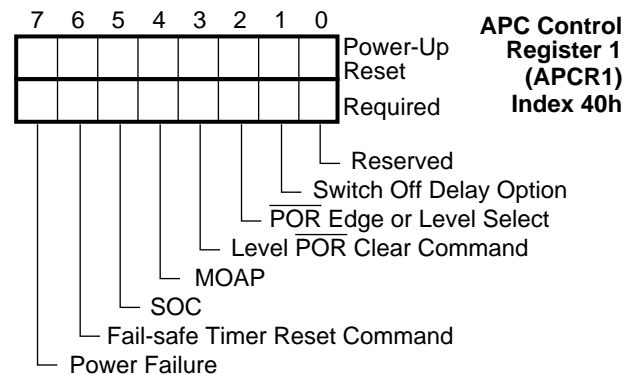 7 6 5 4 3 2 1 0
APC Control
Register 1
(APCR1)
Index 40h
Power-Up
Reset
Required
Reserved
Switch Off Delay Option
POR Edge or Level Select
Level POR Clear Command
MOAP
SOC
Fail-safe Timer Reset Command
Power Failure